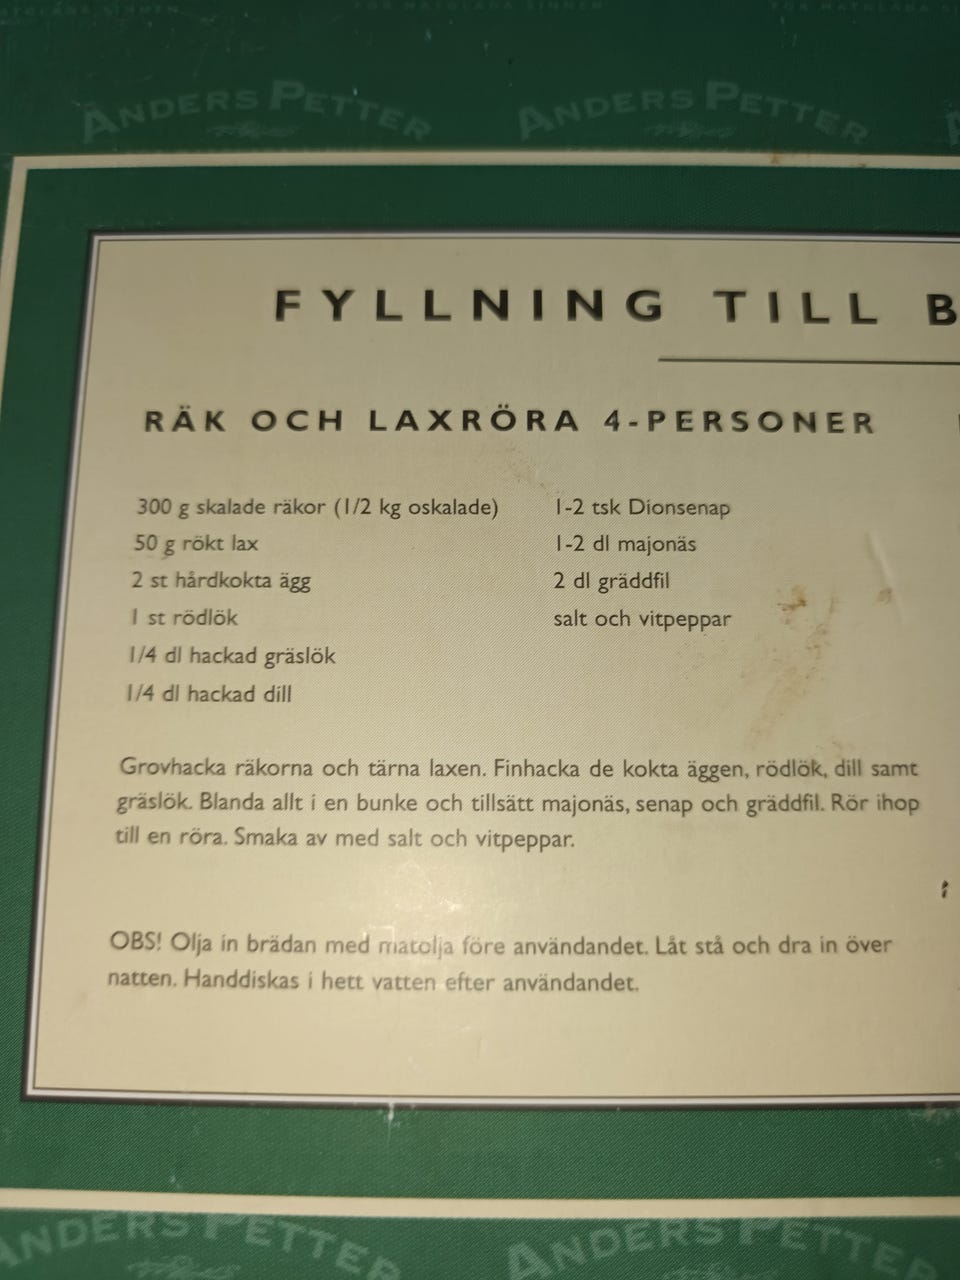 ANDERS PETTER ANDERS PETTER
FYLLNING TILL B
RÄK OCH LAXRÖRA 4-PERSONER
300 g skalade räkor (1/2 kg oskalade)
50 g rökt lax
2 st hårdkokta ägg
1 st rödlök
1/4 dl hackad gräslök
1/4 dl hackad dill
1-2 tsk Dionsenap
1-2 dl majonäs
2 dl gräddfil
salt och vitpeppar
Grovhacka räkorna och tärna laxen. Finhacka de kokta äggen, rödlök, dill samt
gräslök. Blanda allt i en bunke och tillsätt majonäs, senap och gräddfil. Rör ihop
till en röra. Smaka av med salt och vitpeppar.
OBS! Olja in brädan med matolja före användandet. Låt stå och dra in över
natten. Handdiskas i hett vatten efter användandet.
ANDERS PETTER ANDERS PETTER